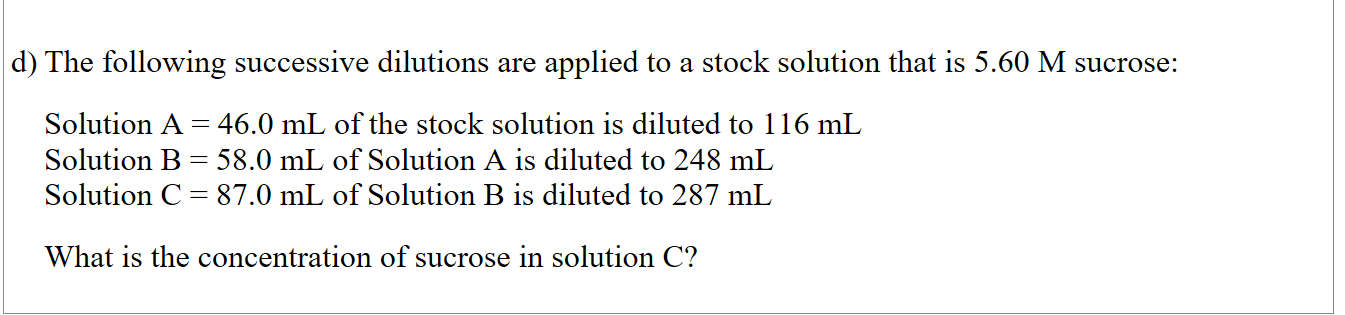 d) The following successive dilutions are applied to a stock solution that is 5.60 M sucrose:
Solution A = 46.0 mL of the stock solution is diluted to 116 mL
Solution B = 58.0 mL of Solution A is diluted to 248 mL
Solution C = 87.0 mL of Solution B is diluted to 287 mL
What is the concentration of sucrose in solution C?